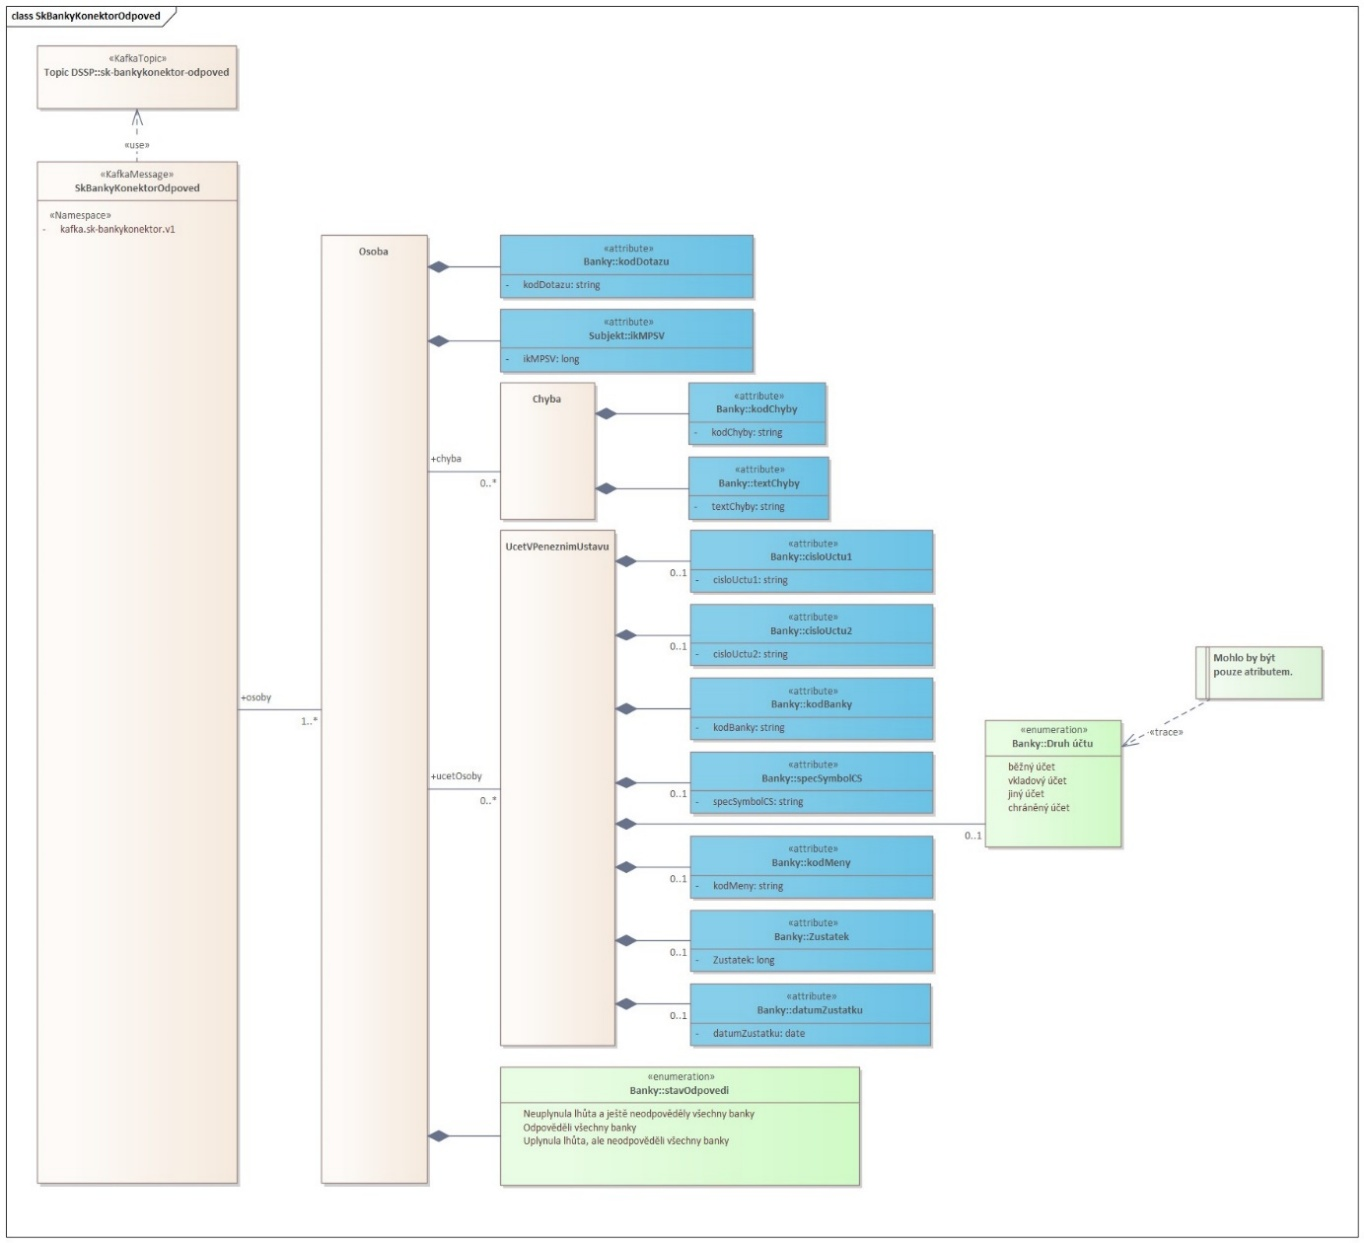 class SkBankyKonektorOdpoved
«KafkaTopic»
Topic DSSP::sk-bankykonektor-odpoved
«use»
«KafkaMessage»
SkBankyKonektorOdpoved
«Namespace»
- kafka.sk-bankykonektor.v1
+osoby
1..*
Osoba
«attribute»
Banky::kodDotazu
- kodDotazu: string
«attribute»
Subjekt::ikMPSV
- ikMPSV: long
+chyba
0..*
Chyba
«attribute»
Banky::kodChyby
- kodChyby: string
«attribute»
Banky::textChyby
- textChyby: string
+ucetOsoby
0..*
UcetVPeneznimUstavu
«attribute»
Banky::cisloUctu1
0..1
- cisloUctu1: string
«attribute»
Banky::cisloUctu2
0..1
- cisloUctu2: string
«attribute»
Banky::kodBanky
- kodBanky: string
«attribute»
Banky::specSymbolCS
0..1
- specSymbolCS: string
0..1
«enumeration»
Banky::Druh účtu
běžný účet
vkladový účet
jiný účet
chráněný účet
«trace»
Mohlo by být
pouze atributem.
«attribute»
Banky::kodMeny
0..1
- kodMeny: string
«attribute»
Banky::Zustatek
0..1
- Zustatek: long
«attribute»
Banky::datumZustatku
0..1
- datumZustatku: date
«enumeration»
Banky::stavOdpovedi
Neuplynula lhůta a ještě neodpověděly všechny banky
Odpověděli všechny banky
Uplynula lhůta, ale neodpověděli všechny banky